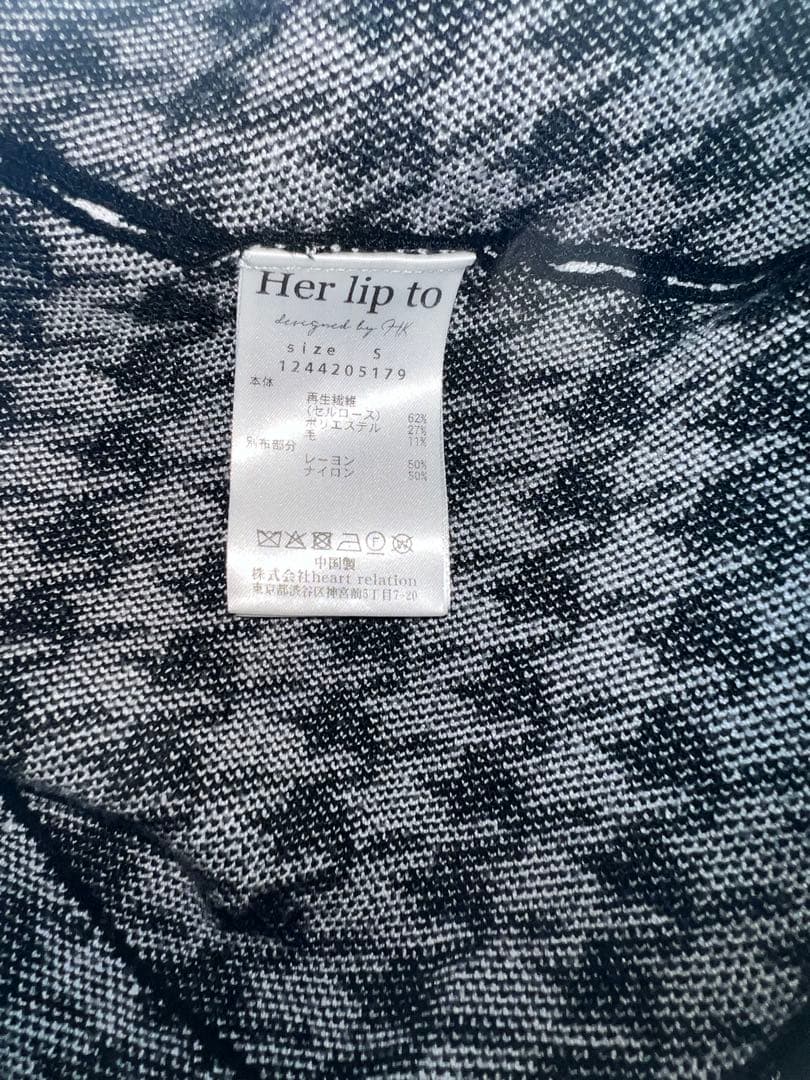 Her lip to
designed by HK
size S
1244205179
本体
再生繊維
(セルロース) 62%
ポリエステル 27%
毛 11%
別布部分
レーヨン 50%
ナイロン 50%
中国製
株式会社heart relation
東京都渋谷区神宮前5丁目7-20